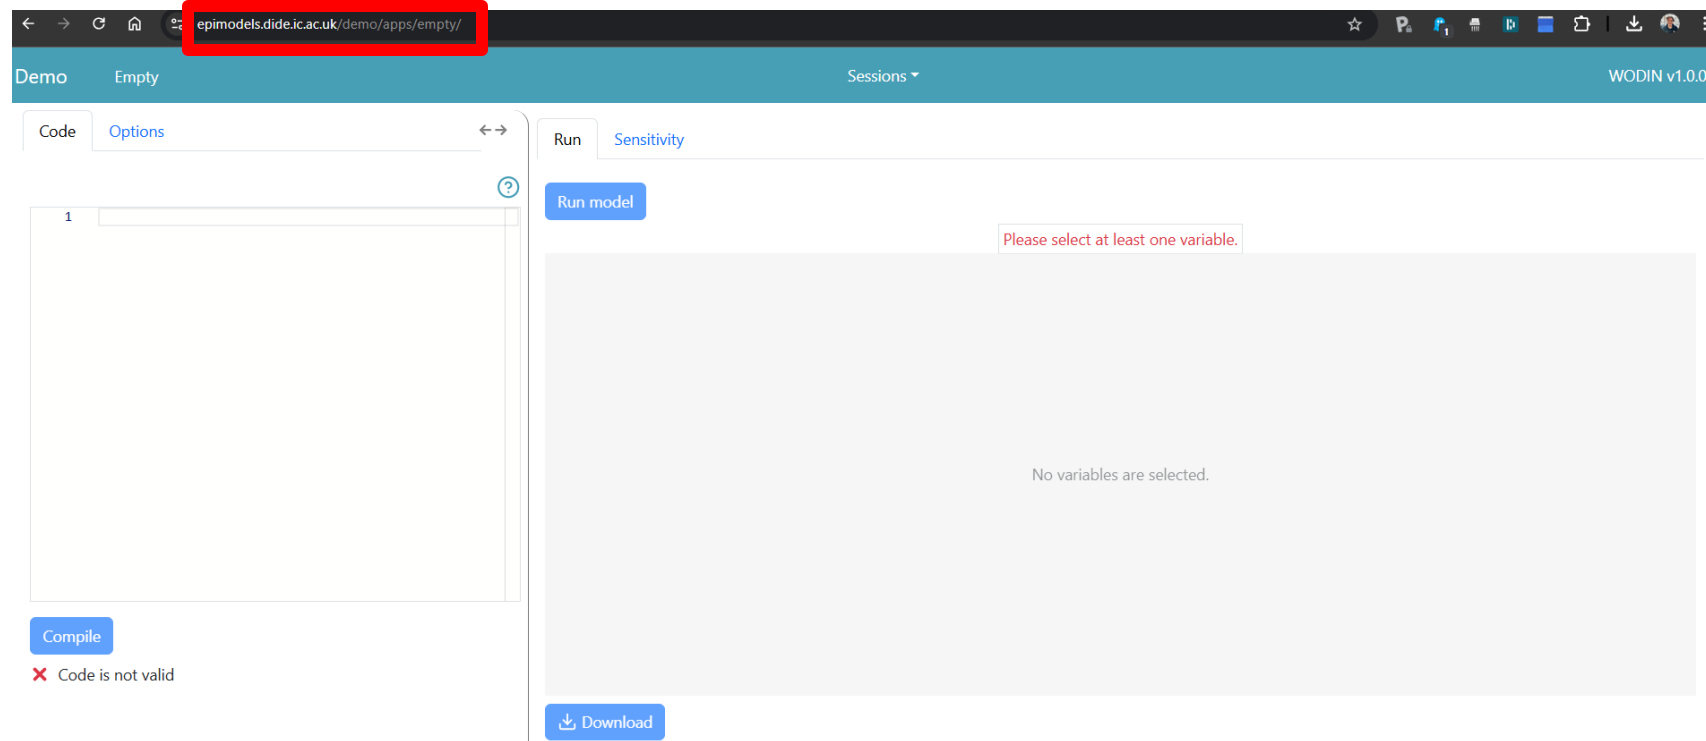 epimodels.dide.ic.ac.uk/demo/apps/empty/
1
Demo Empty Sessions WODIN v1.0.0
Code Options
Run Sensitivity
Run model
1
Please select at least one variable.
No variables are selected.
Compile
Code is not valid
Download